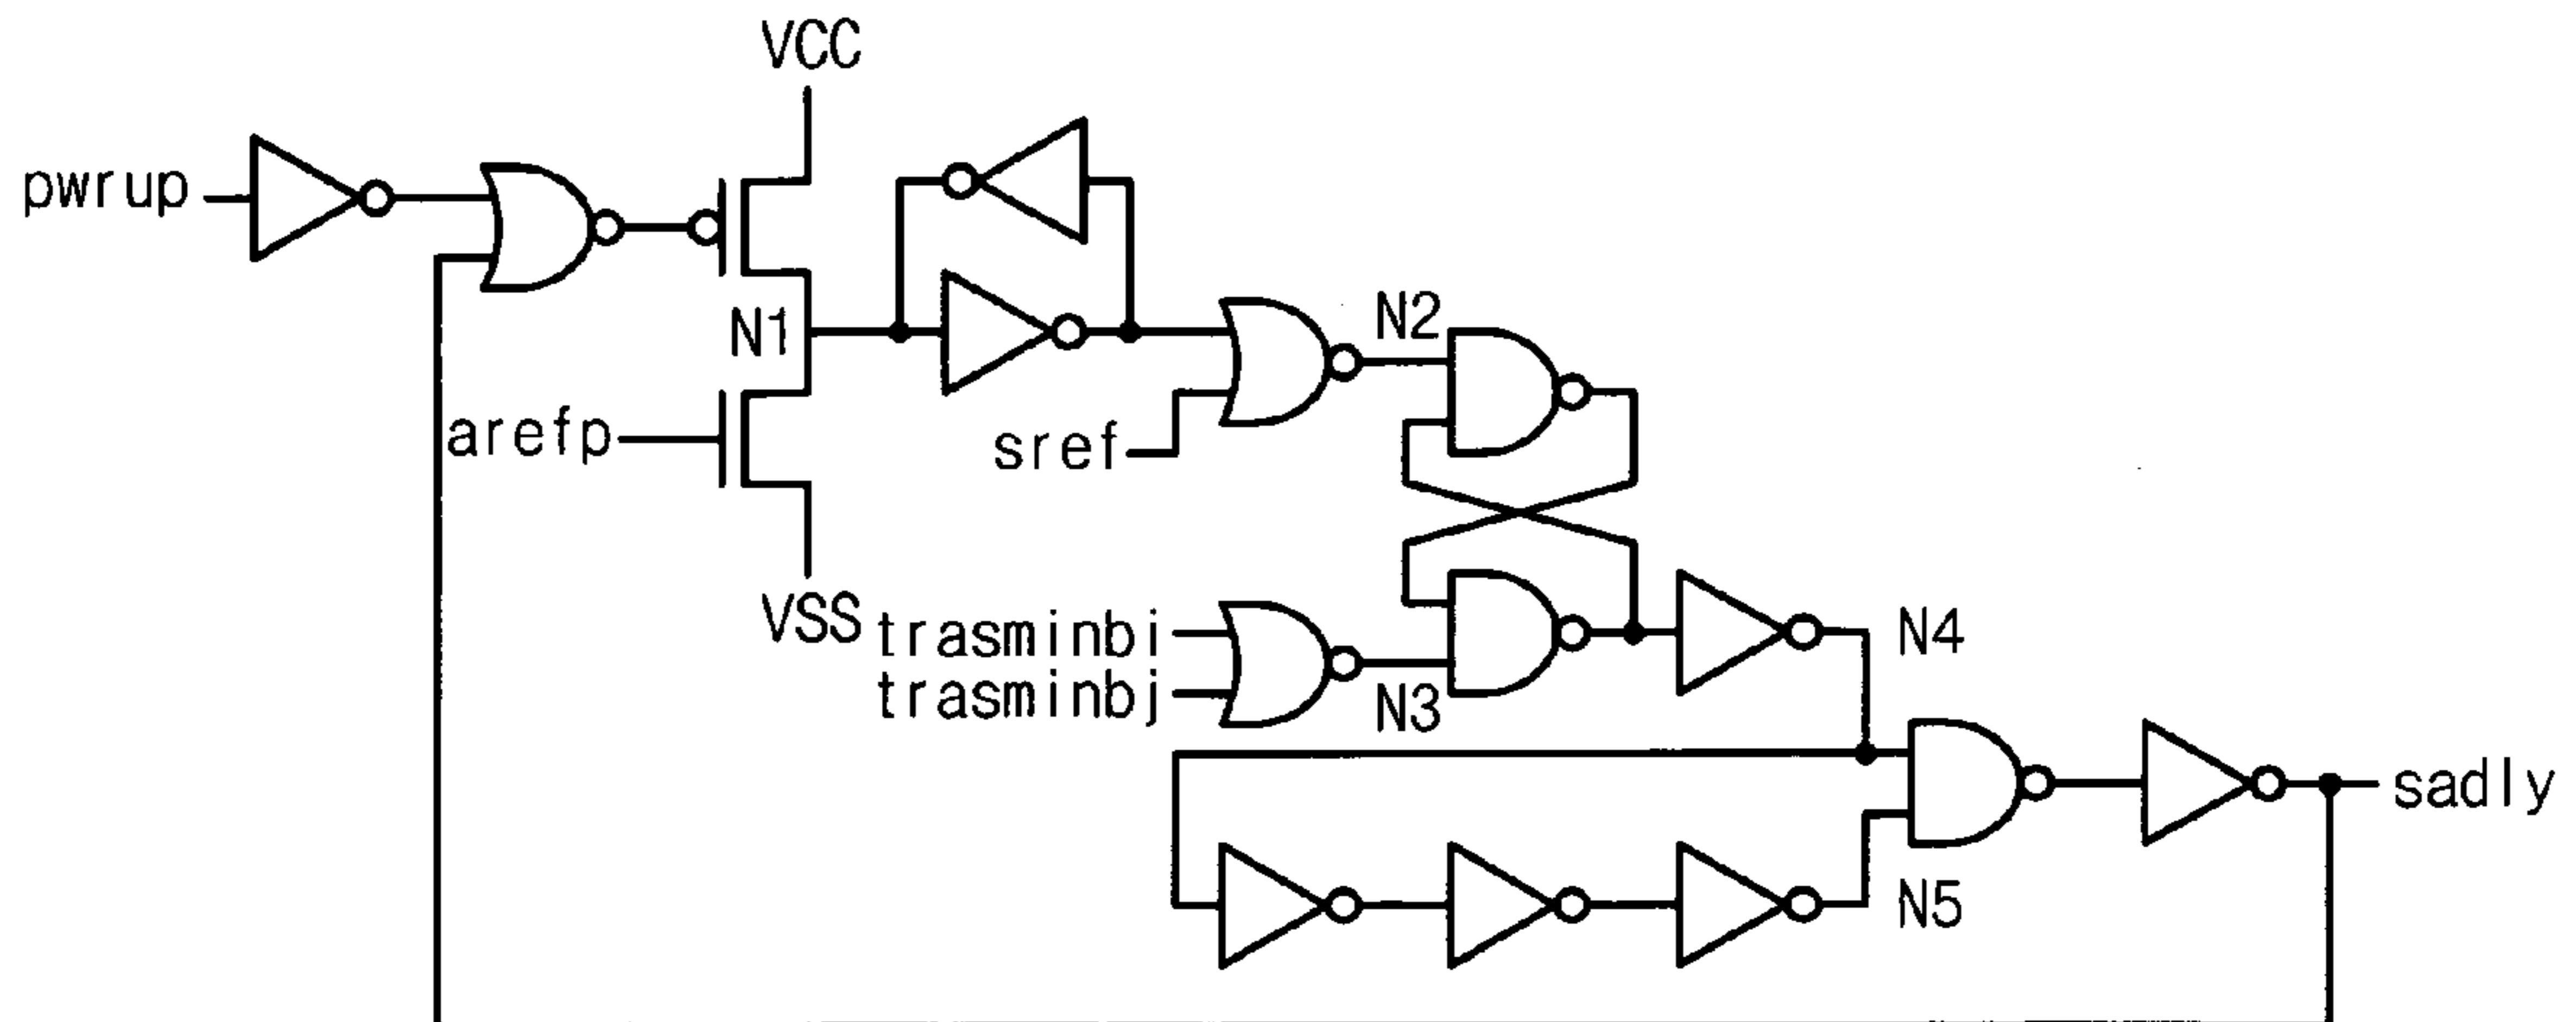 VCC
pwrup
N1
N2
arefp
sref
VSS
trasminbi
trasminbj
N3
N4
sadly
N5